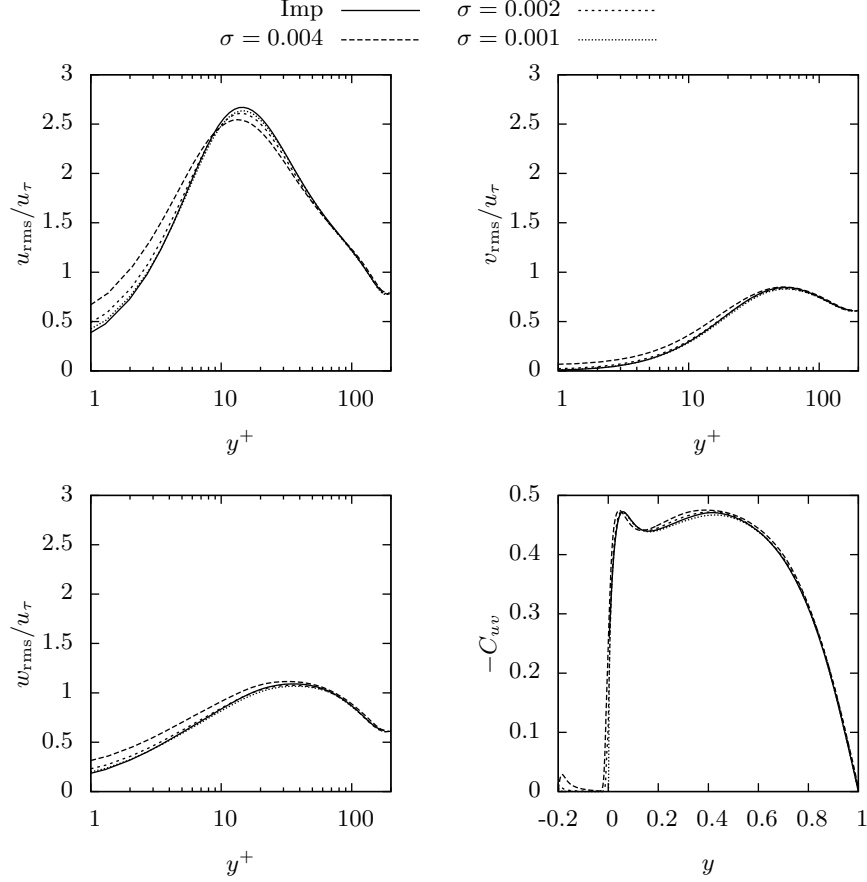 Imp σ = 0.002
σ = 0.004 σ = 0.001
3
2.5
2
1.5
1
0.5
0
1 10 100
u_rms/u_τ
y⁺
3
2.5
2
1.5
1
0.5
0
1 10 100
v_rms/u_τ
y⁺
3
2.5
2
1.5
1
0.5
0
1 10 100
w_rms/u_τ
y⁺
0.5
0.4
0.3
0.2
0.1
0
-0.2 0 0.2 0.4 0.6 0.8 1
−C_uv
y